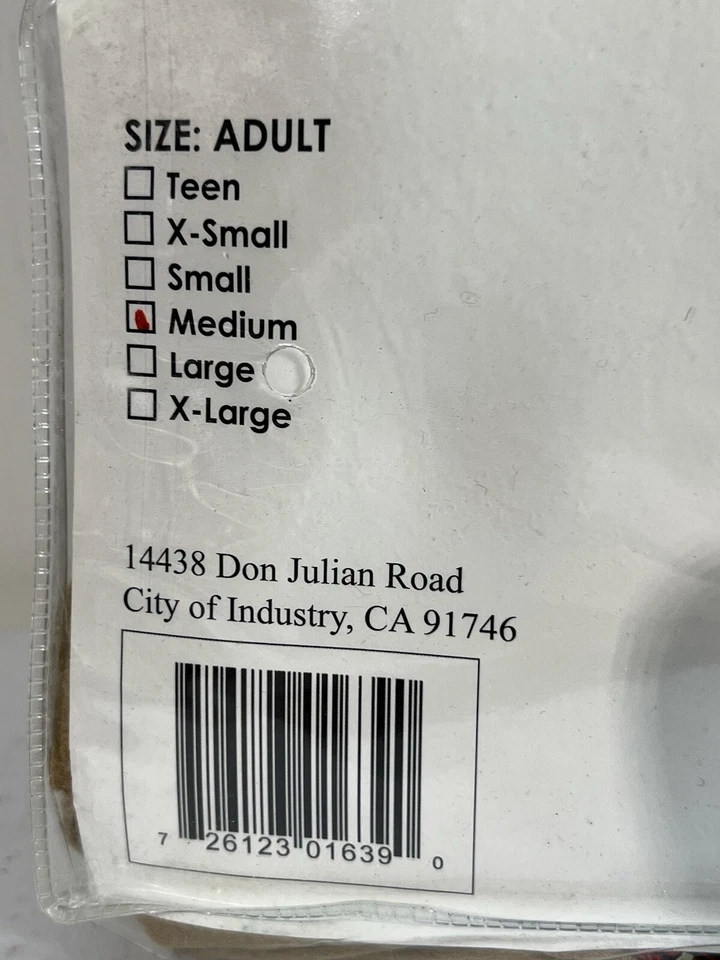 SIZE: ADULT
Teen
X-Small
Small
Medium
Large
X-Large
14438 Don Julian Road
City of Industry, CA 91746
7 26123 01639 0